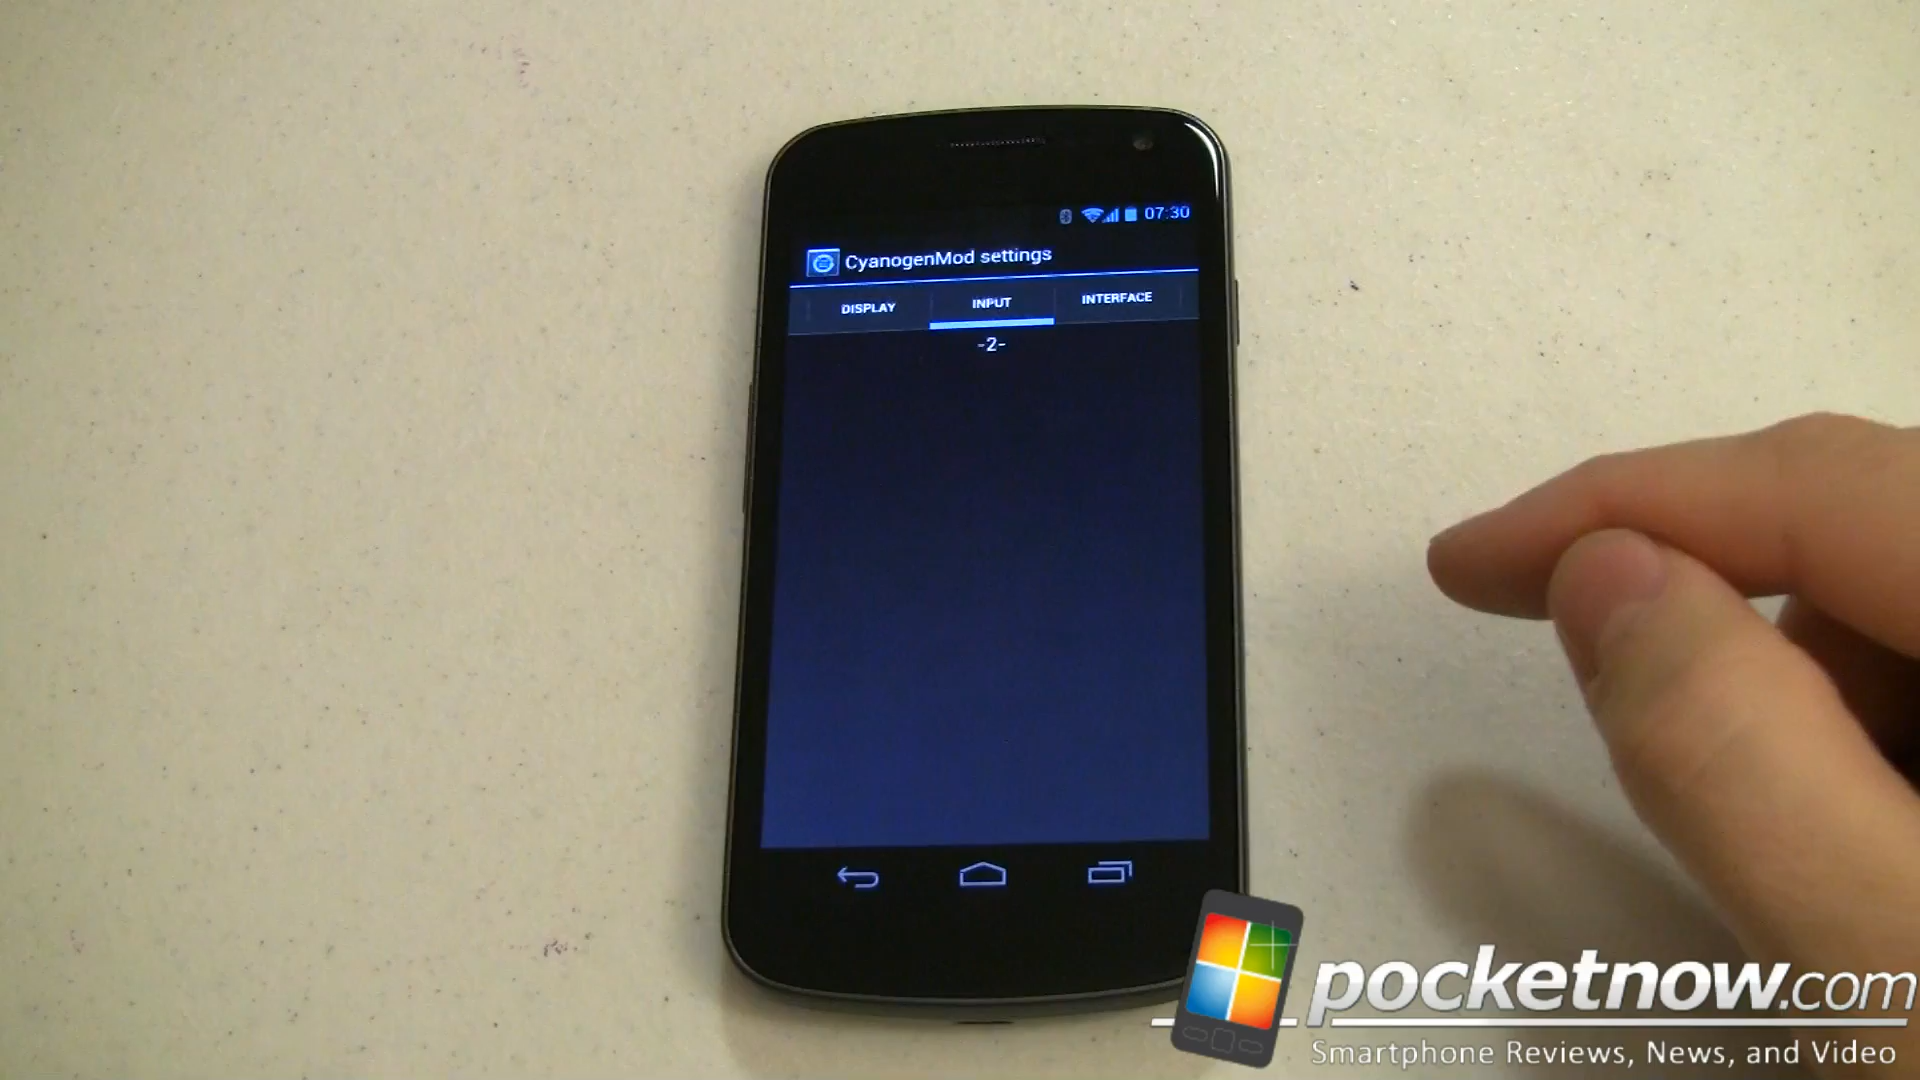 07:30
CyanogenMod settings
DISPLAY INPUT INTERFACE
-2-
pocketnow.com
Smartphone Reviews, News, and Video